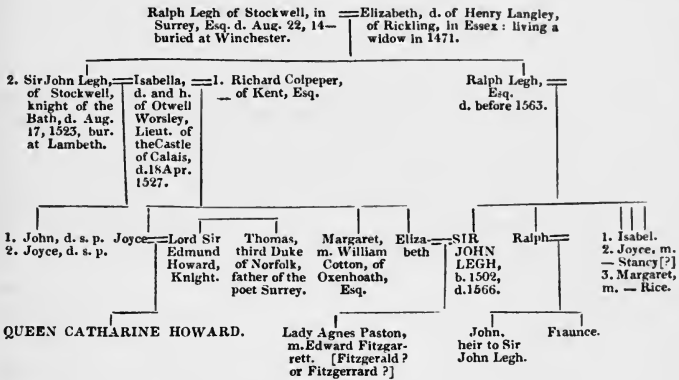 Ralph Legh of Stockwell, in
Surrey, Esq. d. Aug. 22, 14—
buried at Winchester.
Elizabeth, d. of Henry Langley,
of Rickling, in Essex: living a
widow in 1471.
2. Sir John Legh,
of Stockwell,
knight of the
Bath, d. Aug.
17, 1523, bur.
at Lambeth.
Isabella,
d. and h.
of Otwell
Worsley,
Lieut. of
theCastle
of Calais,
d.18Apr.
1527.
1. Richard Colpeper,
— of Kent, Esq.
Ralph Legh,
Esq.
d. before 1563.
1. John, d. s. p.
2. Joyce, d. s. p.
Joyce
Lord Sir
Edmund
Howard,
Knight.
Thomas,
third Duke
of Norfolk,
father of the
poet Surrey.
Margaret,
m. William
Cotton, of
Oxenhoath,
Esq.
Eliza-
beth
SIR
JOHN
LEGH,
b. 1502,
d.1566.
Ralph
1. Isabel.
2. Joyce, m.
— Stancy[?]
3. Margaret,
m. — Rice.
QUEEN CATHARINE HOWARD.
Lady Agnes Paston,
m.Edward Fitzgar-
rett. [Fitzgerald?
or Fitzgerrard?]
John,
heir to Sir
John Legh.
Fraunce.